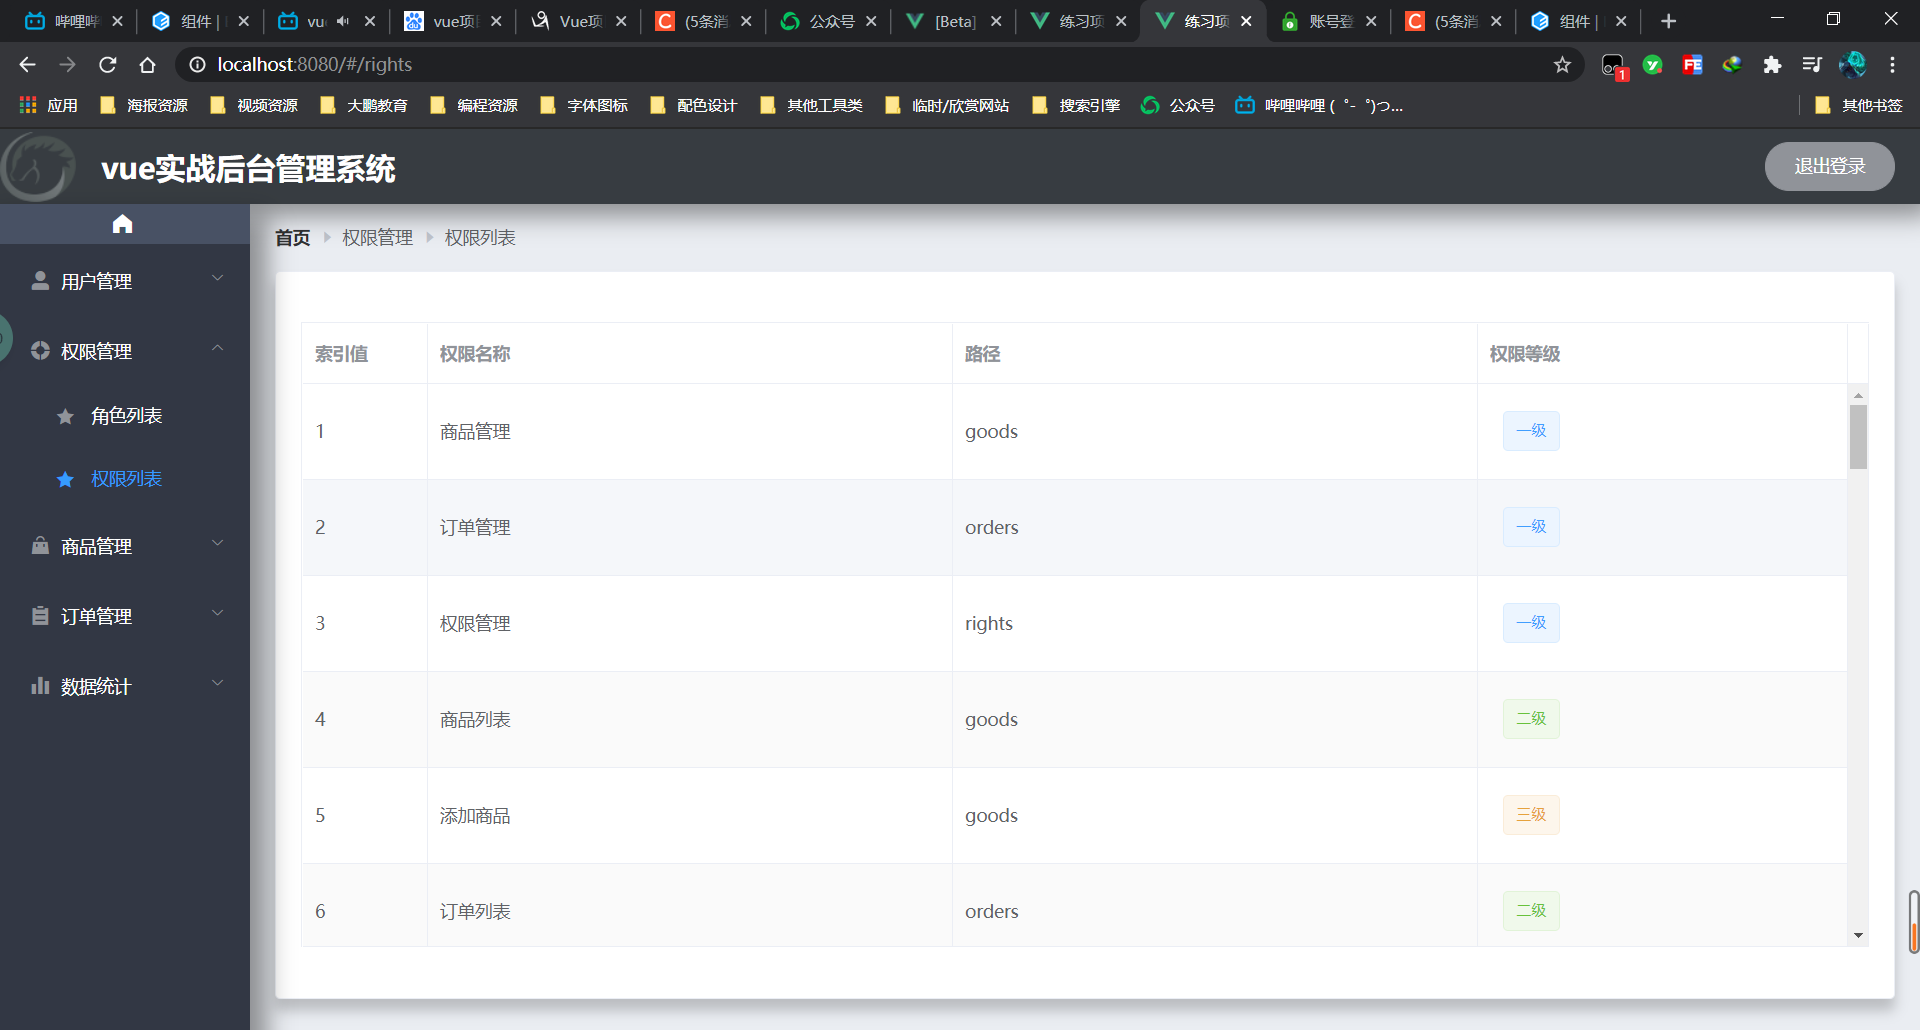 哔哩哔
组件 |
vu
vue项
Vue项
(5条消
公众号
[Beta]
练习项
练习项
账号登
(5条消
组件 |
localhost:8080/#/rights
1
应用
海报资源
视频资源
大鹏教育
编程资源
字体图标
配色设计
其他工具类
临时/欣赏网站
搜索引擎
公众号
哔哩哔哩 ( ゜- ゜)つ...
其他书签
vue实战后台管理系统
退出登录
用户管理
权限管理
角色列表
权限列表
商品管理
订单管理
数据统计
首页 权限管理 权限列表
索引值 权限名称 路径 权限等级
1 商品管理 goods 一级
2 订单管理 orders 一级
3 权限管理 rights 一级
4 商品列表 goods 二级
5 添加商品 goods 三级
6 订单列表 orders 二级